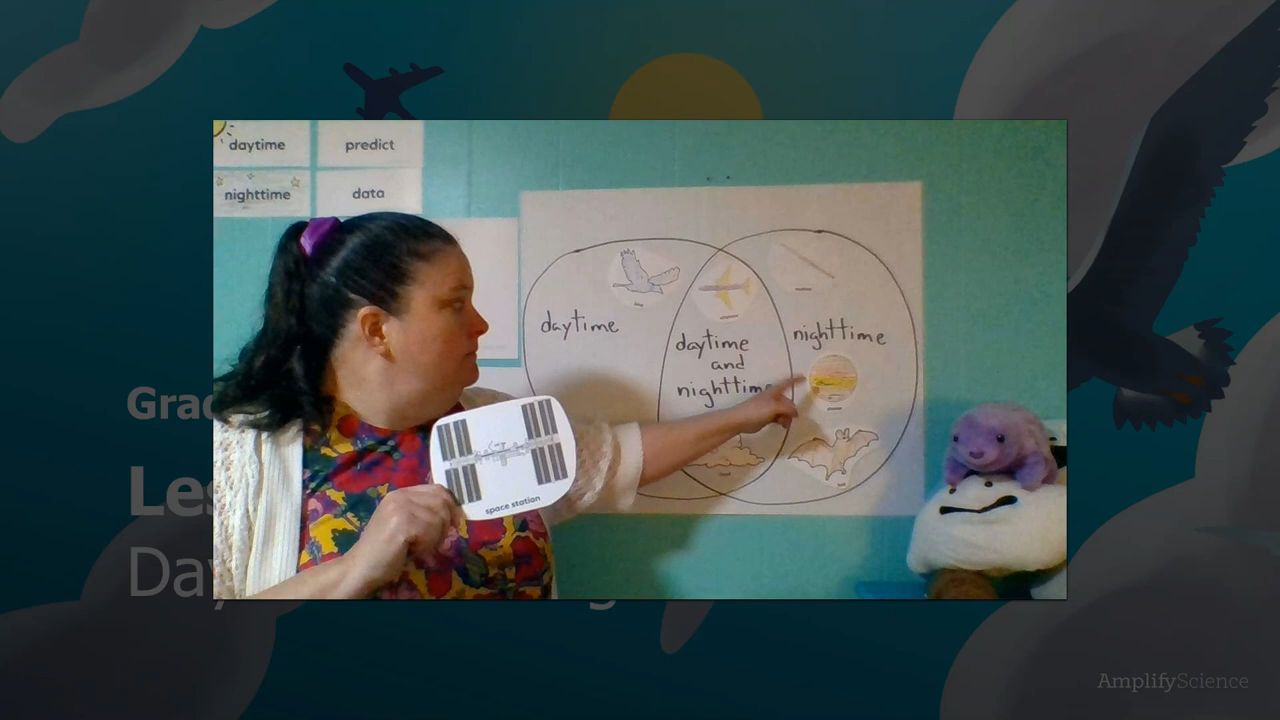 daytime
predict
nighttime
data
daytime
nighttime
daytime
and
nighttime
space station
Grad
Les
Day
g
AmplifyScience